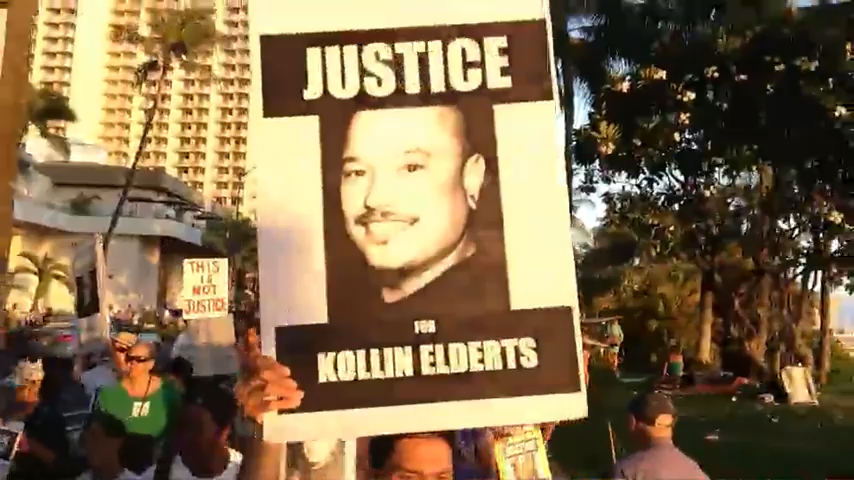 JUSTICE
FOR
KOLLIN ELDERTS
THIS
IS
NOT
JUSTICE